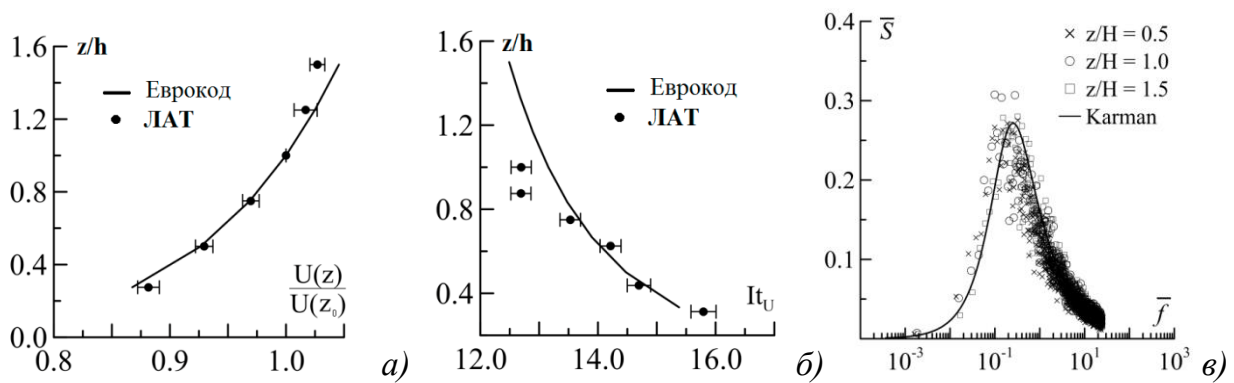 z/h
1.6
1.2
0.8
0.4
0.0
Еврокод
ЛАТ
U(z)
U(z₀)
0.8
0.9
1.0
а)
z/h
1.6
1.2
0.8
0.4
Еврокод
ЛАТ
It_U
12.0
14.0
16.0
б)
S̅
0.4
0.3
0.2
0.1
z/H = 0.5
z/H = 1.0
z/H = 1.5
Karman
f̅
10⁻³
10⁻¹
10¹
10³
в)